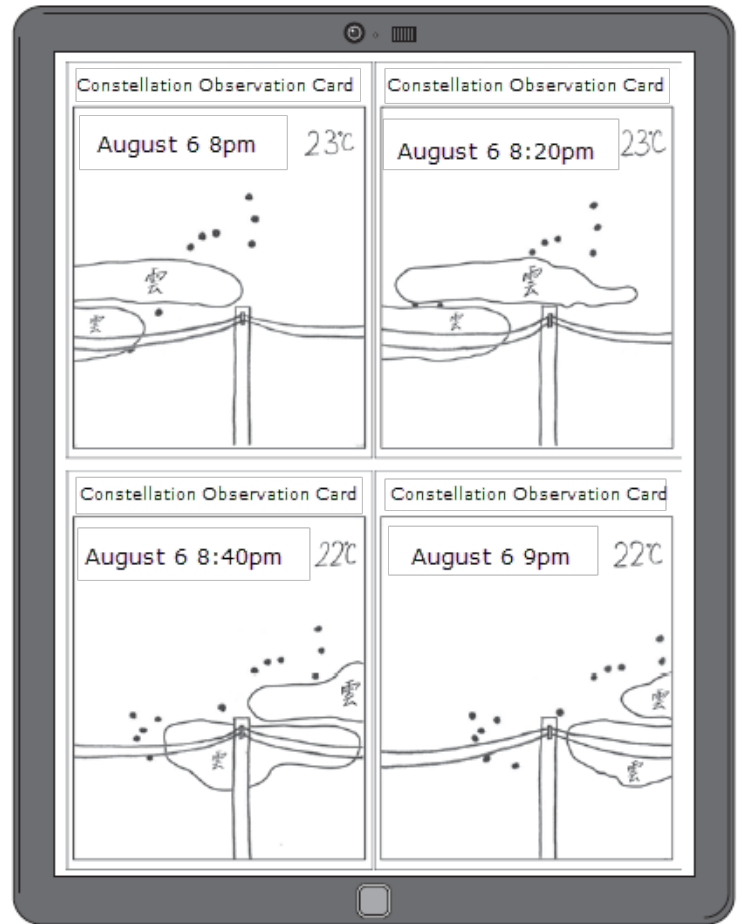 Constellation Observation Card
August 6 8pm
23℃
雲
雲
Constellation Observation Card
August 6 8:20pm
23℃
雲
雲
Constellation Observation Card
August 6 8:40pm
22℃
雲
雲
Constellation Observation Card
August 6 9pm
22℃
雲
雲